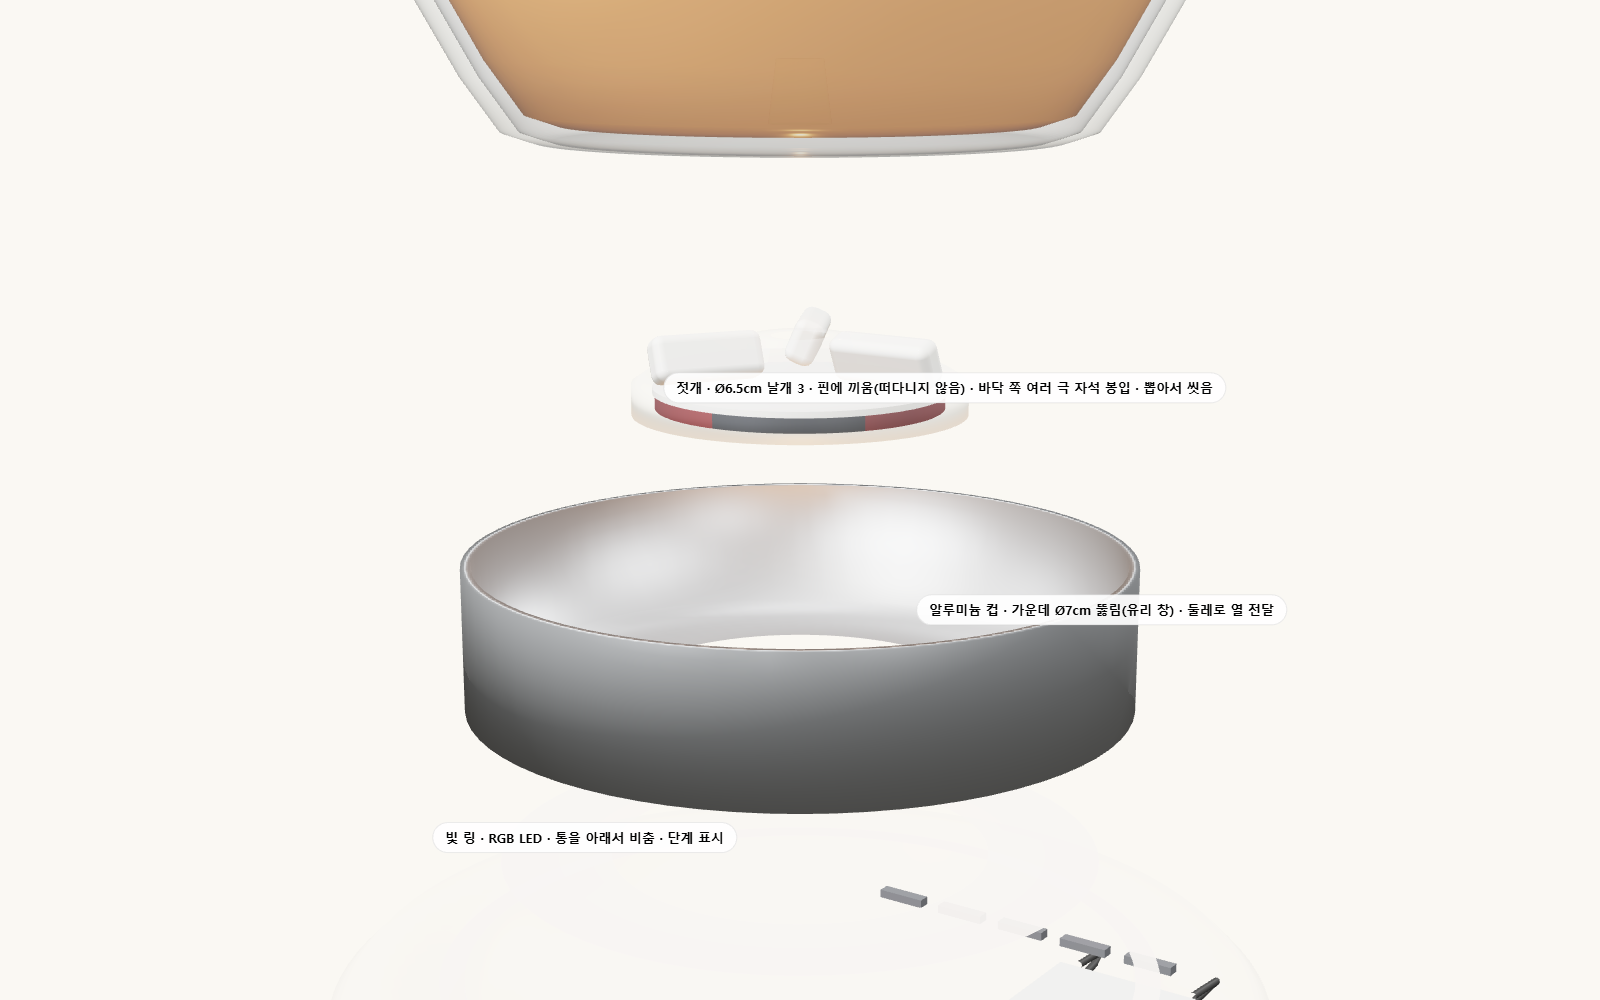 젓개 · Ø6.5cm 날개 3 · 핀에 끼움(떠다니지 않음) · 바닥 쪽 여러 극 자석 봉입 · 뽑아서 씻음
알루미늄 컵 · 가운데 Ø7cm 뚫림(유리 창) · 둘레로 열 전달
빛 링 · RGB LED · 통을 아래서 비춤 · 단계 표시